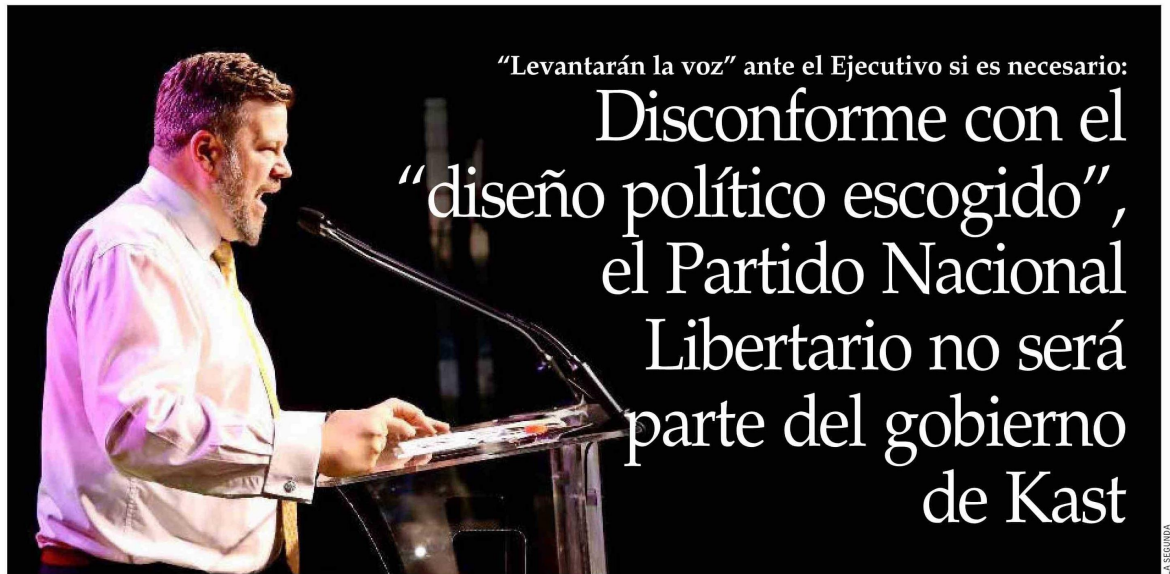 “Levantarán la voz” ante el Ejecutivo si es necesario:
Disconforme con el
“diseño político escogido”,
el Partido Nacional
Libertario no será
parte del gobierno
de Kast
LA SEGUNDA